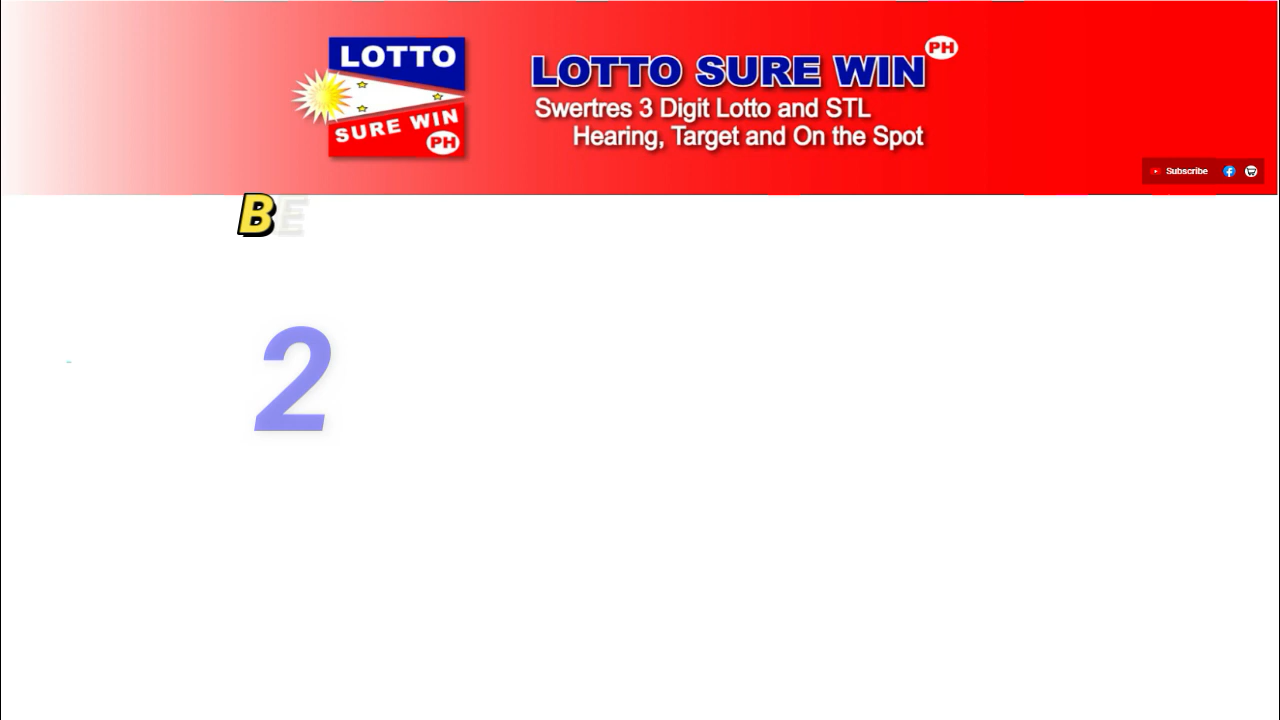 LOTTO
SURE WIN
PH
LOTTO SURE WIN PH
Swertres 3 Digit Lotto and STL
Hearing, Target and On the Spot
Subscribe
BE
2